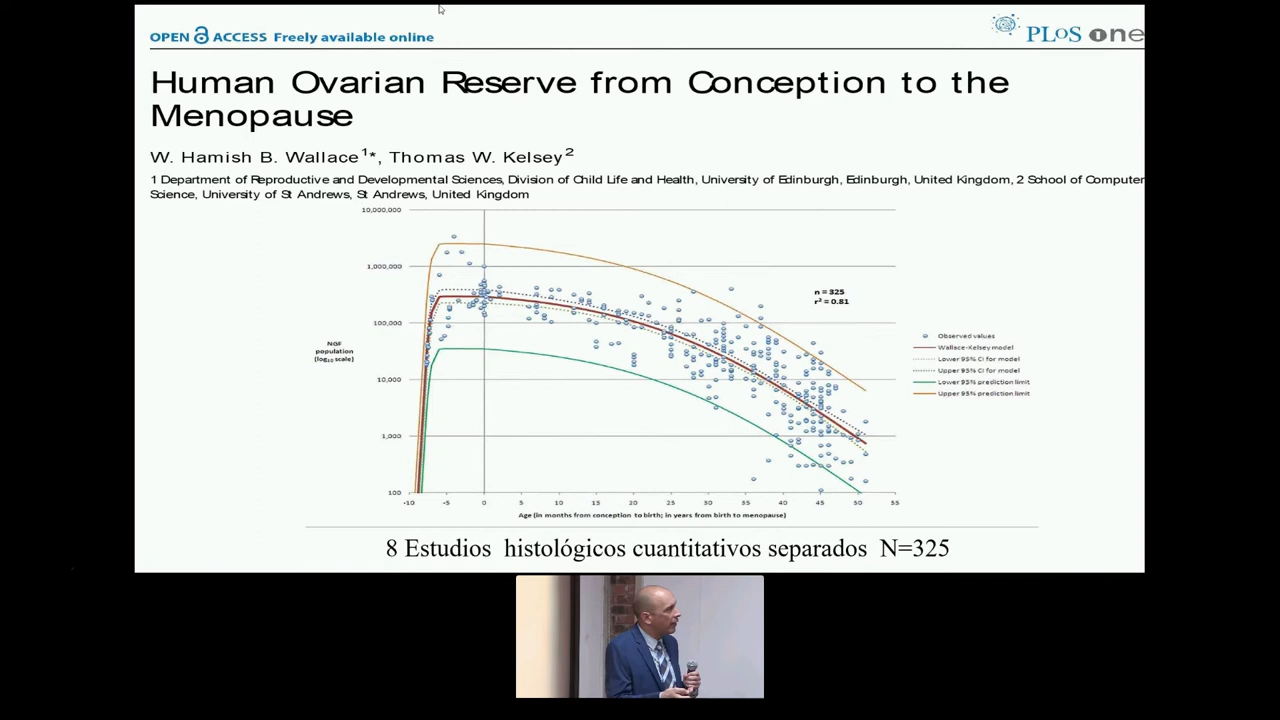 OPEN ACCESS Freely available online
PLoS one
Human Ovarian Reserve from Conception to the
Menopause
W. Hamish B. Wallace1*, Thomas W. Kelsey2
1 Department of Reproductive and Developmental Sciences, Division of Child Life and Health, University of Edinburgh, Edinburgh, United Kingdom, 2 School of Computer
Science, University of St Andrews, St Andrews, United Kingdom
10,000,000
1,000,000
100,000
10,000
1,000
100
NGF
population
(log10 scale)
n = 325
r2 = 0.81
Observed values
Wallace-Kelsey model
Lower 95% CI for model
Upper 95% CI for model
Lower 95% prediction limit
Upper 95% prediction limit
-10 -5 0 5 10 15 20 25 30 35 40 45 50 55
Age (in months from conception to birth; in years from birth to menopause)
8 Estudios histológicos cuantitativos separados N=325